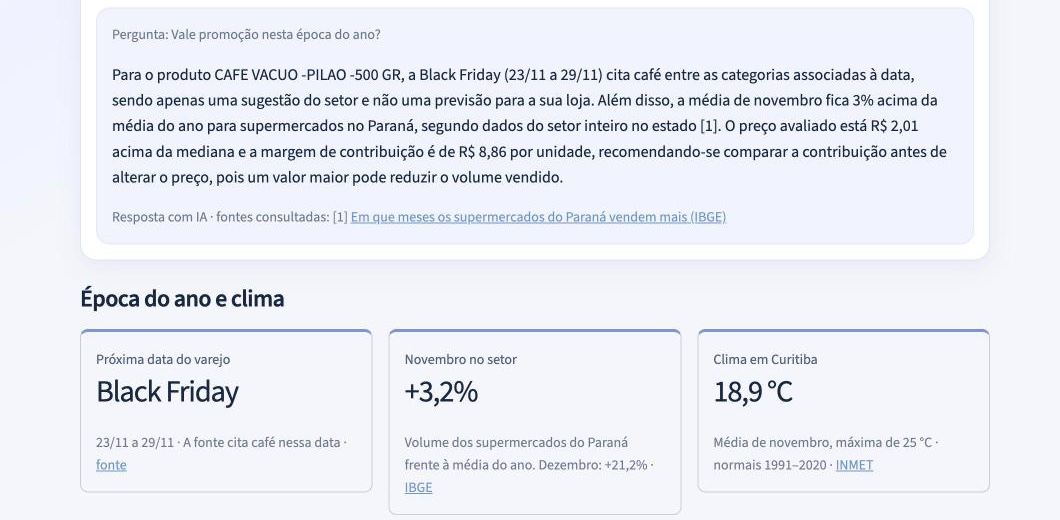 Pergunta: Vale promoção nesta época do ano?
Para o produto CAFE VACUO -PILAO -500 GR, a Black Friday (23/11 a 29/11) cita café entre as categorias associadas à data,
sendo apenas uma sugestão do setor e não uma previsão para a sua loja. Além disso, a média de novembro fica 3% acima da
média do ano para supermercados no Paraná, segundo dados do setor inteiro no estado [1]. O preço avaliado está R$ 2,01
acima da mediana e a margem de contribuição é de R$ 8,86 por unidade, recomendando-se comparar a contribuição antes de
alterar o preço, pois um valor maior pode reduzir o volume vendido.
Resposta com IA · fontes consultadas: [1] Em que meses os supermercados do Paraná vendem mais (IBGE)
Época do ano e clima
Próxima data do varejo
Black Friday
23/11 a 29/11 · A fonte cita café nessa data ·
fonte
Novembro no setor
+3,2%
Volume dos supermercados do Paraná
frente à média do ano. Dezembro: +21,2% ·
IBGE
Clima em Curitiba
18,9 °C
Média de novembro, máxima de 25 °C ·
normais 1991–2020 · INMET